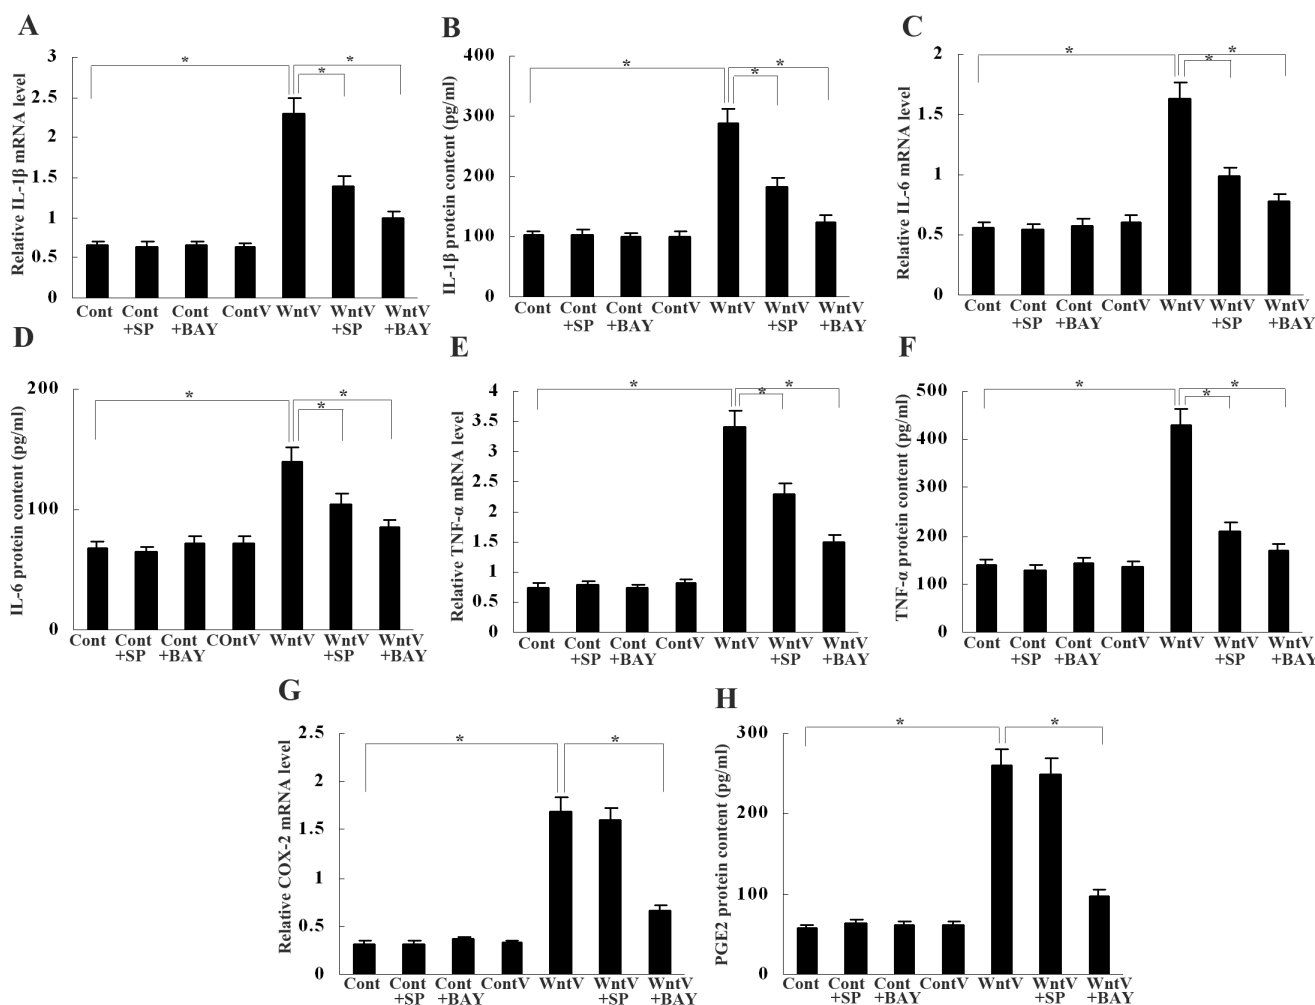 A
Relative IL-1β mRNA level
3
2.5
2
1.5
1
0.5
0
* * *
Cont Cont Cont ContV WntV WntV WntV
+SP +BAY +SP +BAY
B
IL-1β protein content (pg/ml)
400
300
200
100
0
* * *
Cont Cont Cont ContV WntV WntV WntV
+SP +BAY +SP +BAY
C
Relative IL-6 mRNA level
2
1.5
1
0.5
0
* * *
Cont Cont Cont ContV WntV WntV WntV
+SP +BAY +SP +BAY
D
IL-6 protein content (pg/ml)
200
100
0
* * *
Cont Cont Cont COntV WntV WntV WntV
+SP +BAY +SP +BAY
E
Relative TNF-α mRNA level
4
3.5
3
2.5
2
1.5
1
0.5
0
* * *
Cont Cont Cont ContV WntV WntV WntV
+SP +BAY +SP +BAY
F
TNF-α protein content (pg/ml)
500
400
300
200
100
0
* * *
Cont Cont Cont ContV WntV WntV WntV
+SP +BAY +SP +BAY
G
Relative COX-2 mRNA level
2.5
2
1.5
1
0.5
0
* *
Cont Cont Cont ContV WntV WntV WntV
+SP +BAY +SP +BAY
H
PGE2 protein content (pg/ml)
300
200
100
0
* *
Cont Cont Cont ContV WntV WntV WntV
+SP +BAY +SP +BAY